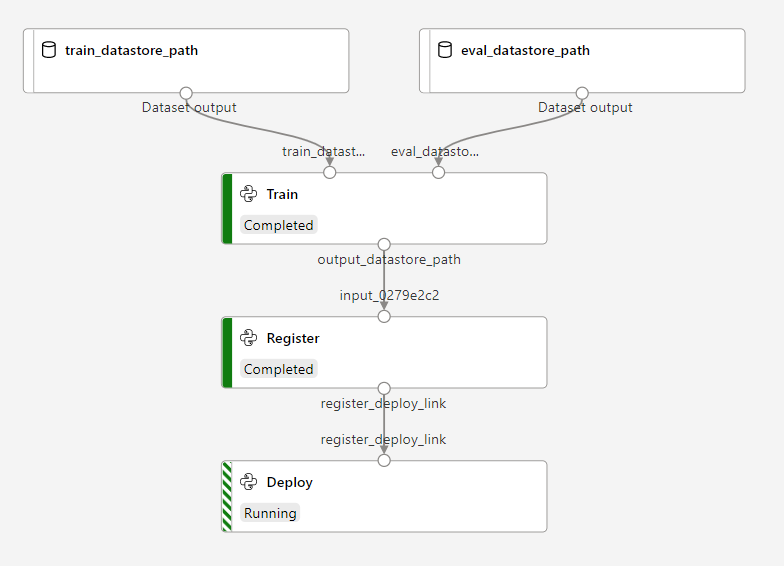 train_datastore_path
eval_datastore_path
Dataset output
Dataset output
train_datast...
eval_datasto...
Train
Completed
output_datastore_path
input_0279e2c2
Register
Completed
register_deploy_link
register_deploy_link
Deploy
Running